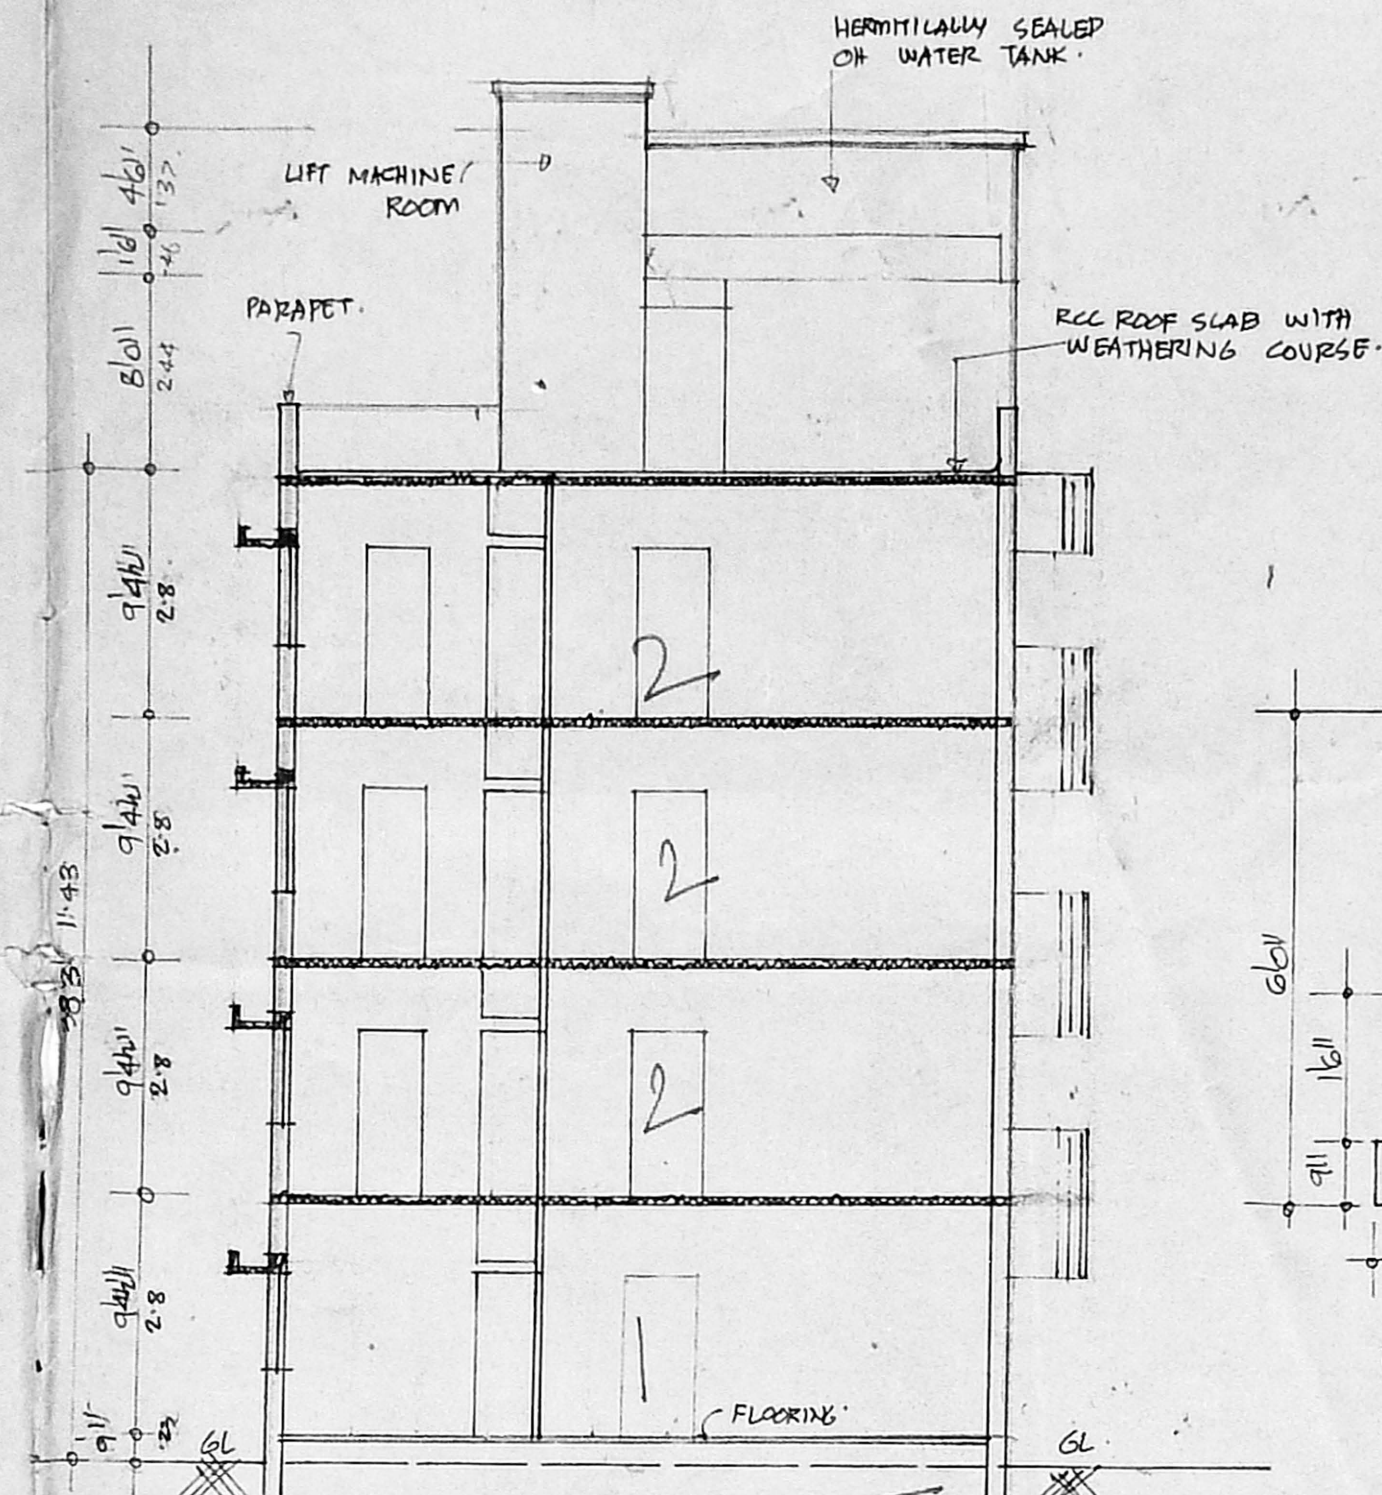 HERMITICALLY SEALED
OH WATER TANK.
LIFT MACHINE
ROOM
PARAPET.
RCC ROOF SLAB WITH
WEATHERING COURSE.
4'6"
1.37
1'6"
.46
8'0"
2.44
9'4½"
2.8
2
9'4½"
2.8
2
11.43
9'4½"
2.8
2
9'4½"
2.8
1
FLOORING.
9"
.23
GL
GL.
6'0"
1'6"
9"